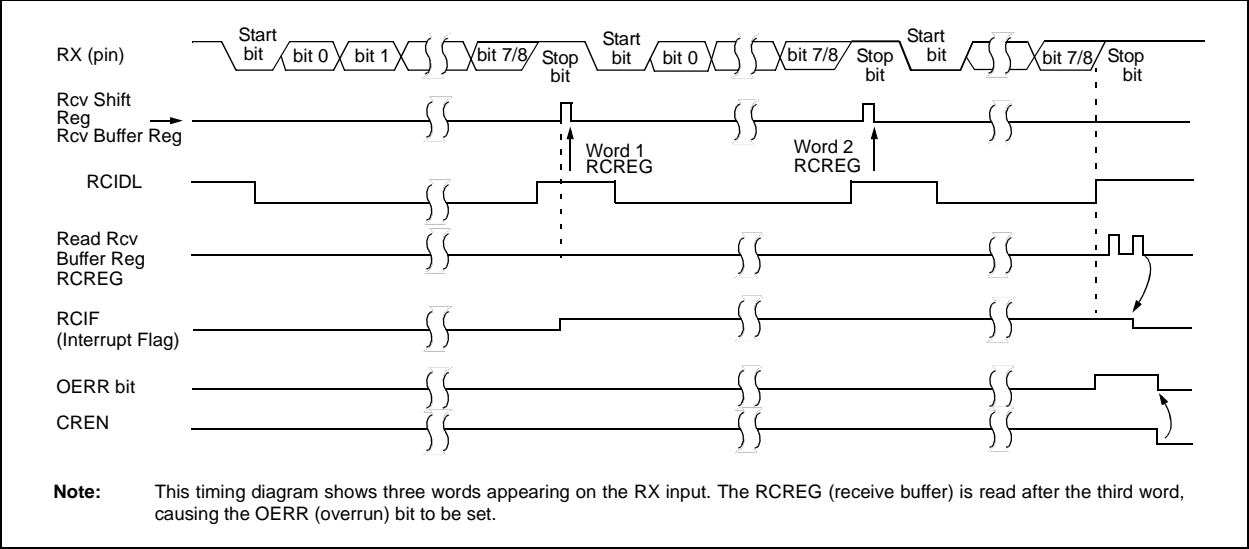 RX (pin)
Start
bit
bit 0
bit 1
bit 7/8
Stop
bit
Start
bit
bit 0
bit 7/8
Stop
bit
Start
bit
bit 7/8
Stop
bit
Rcv Shift
Reg
Rcv Buffer Reg
Word 1
RCREG
Word 2
RCREG
RCIDL
Read Rcv
Buffer Reg
RCREG
RCIF
(Interrupt Flag)
OERR bit
CREN
Note: This timing diagram shows three words appearing on the RX input. The RCREG (receive buffer) is read after the third word,
causing the OERR (overrun) bit to be set.